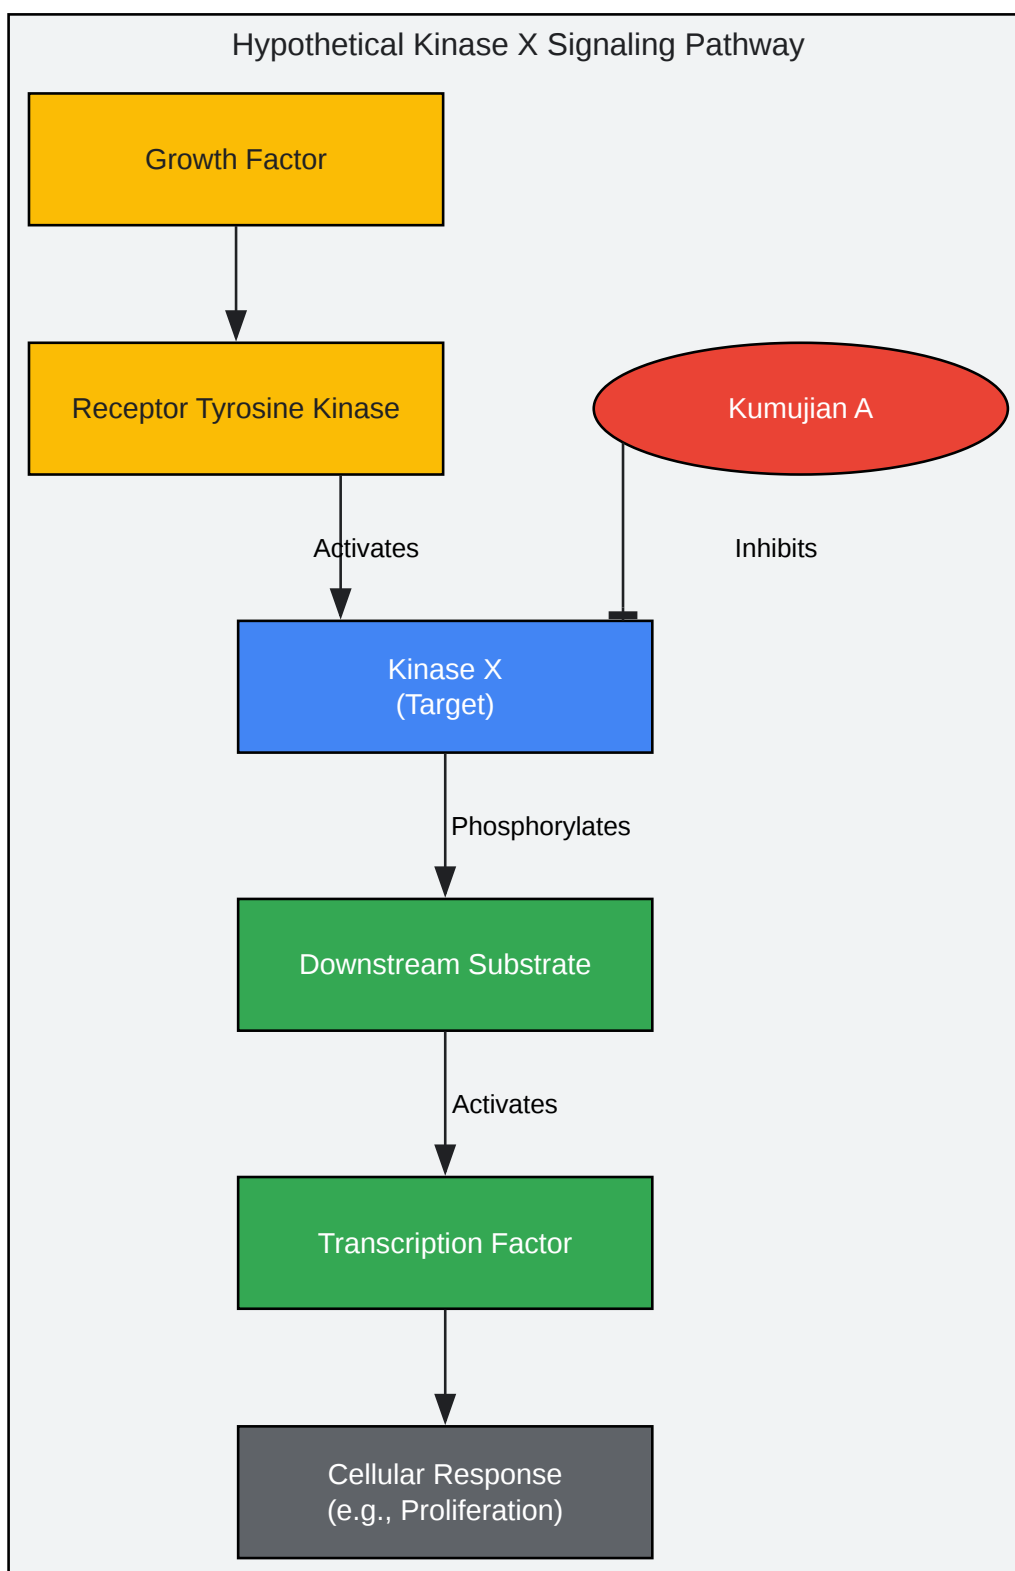 Hypothetical Kinase X Signaling Pathway
Growth Factor
Receptor Tyrosine Kinase
Kumujian A
Activates
Inhibits
Kinase X
(Target)
Phosphorylates
Downstream Substrate
Activates
Transcription Factor
Cellular Response
(e.g., Proliferation)